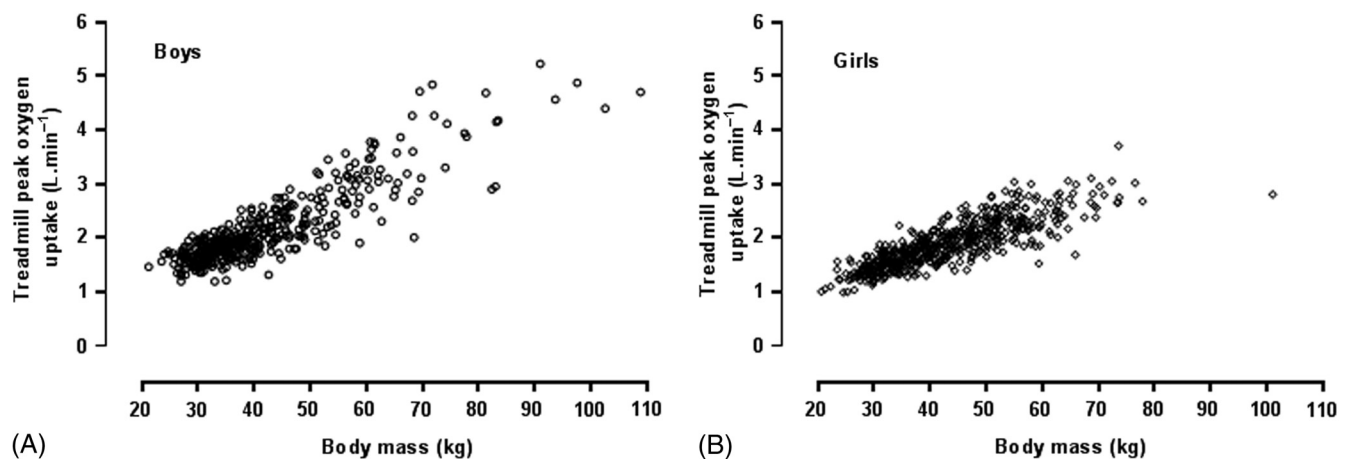 Boys
Treadmill peak oxygen
uptake (L.min⁻¹)
6
5
4
3
2
1
0
20 30 40 50 60 70 80 90 100 110
Body mass (kg)
(A)
Girls
Treadmill peak oxygen
uptake (L.min⁻¹)
6
5
4
3
2
1
0
20 30 40 50 60 70 80 90 100 110
Body mass (kg)
(B)